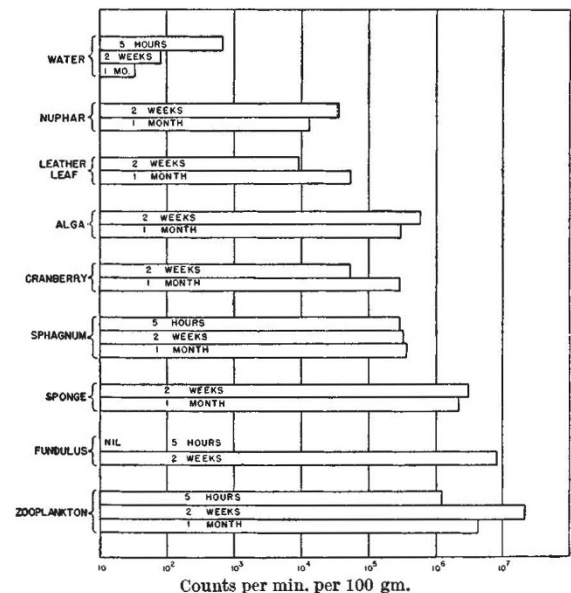 WATER
5 HOURS
2 WEEKS
1 MO.
NUPHAR
2 WEEKS
1 MONTH
LEATHER
LEAF
2 WEEKS
1 MONTH
ALGA
2 WEEKS
1 MONTH
CRANBERRY
2 WEEKS
1 MONTH
SPHAGNUM
5 HOURS
2 WEEKS
1 MONTH
SPONGE
2 WEEKS
1 MONTH
FUNDULUS
NIL 5 HOURS
2 WEEKS
ZOOPLANKTON
5 HOURS
2 WEEKS
1 MONTH
10 10² 10³ 10⁴ 10⁵ 10⁶ 10⁷
Counts per min. per 100 gm.